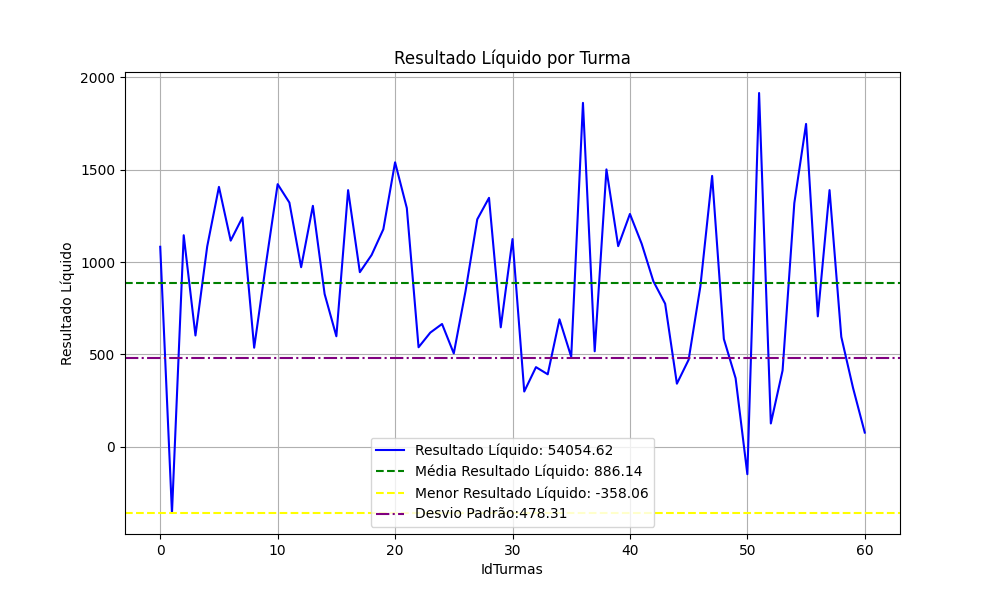 Resultado Líquido por Turma
2000
1500
1000
500
0
Resultado Líquido
Resultado Líquido: 54054.62
Média Resultado Líquido: 886.14
Menor Resultado Líquido: -358.06
Desvio Padrão:478.31
0 10 20 30 40 50 60
IdTurmas